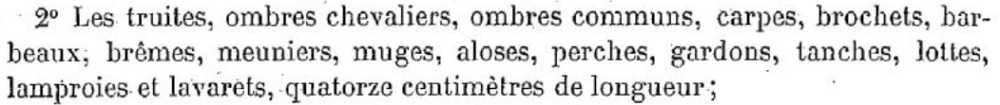 2º Les truites, ombres chevaliers, ombres communs, carpes, brochets, bar-
beaux, brêmes, meuniers, muges, aloses, perches, gardons, tanches, lottes,
lamproies et lavarets, quatorze centimètres de longueur;